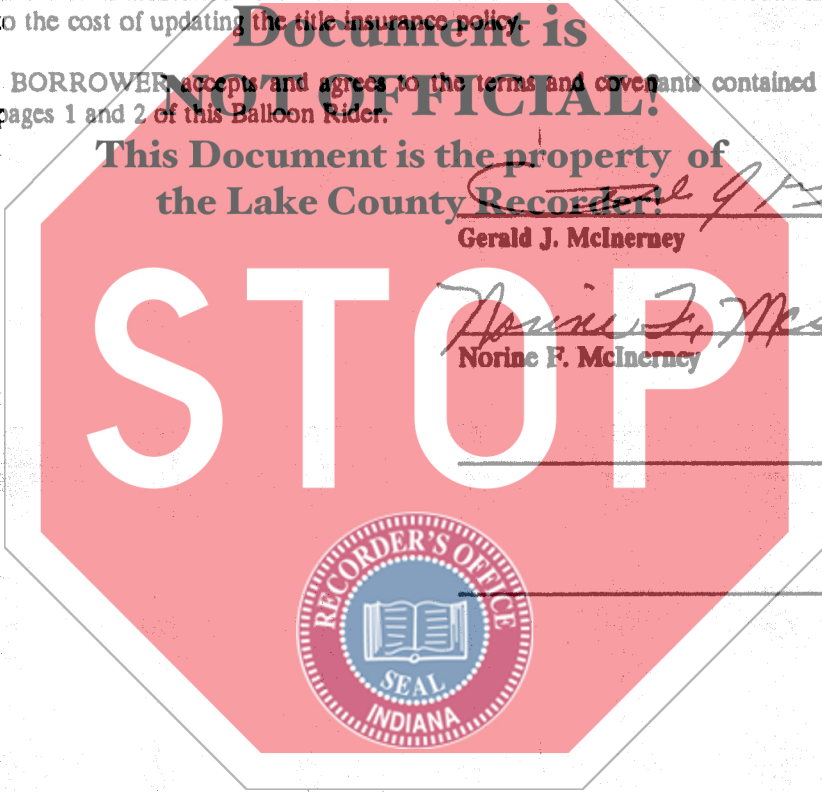 o the cost of updating the title insurance policy.
Document is
BORROWER accepts and agrees to the terms and covenants contained
NOT OFFICIAL!
pages 1 and 2 of this Balloon Rider.
This Document is the property of
the Lake County Recorder!
Gerald J. McInerney
Norine F. Mc
Norine F. McInerney
STOP
RECORDER'S OFFICE
SEAL
INDIANA